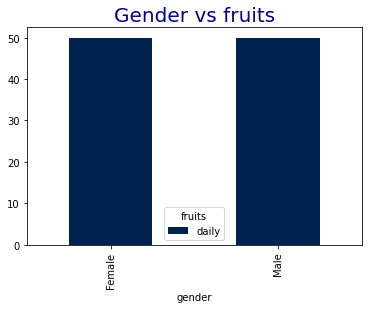 Gender vs fruits
50
40
30
20
10
0
fruits
daily
Female
Male
gender